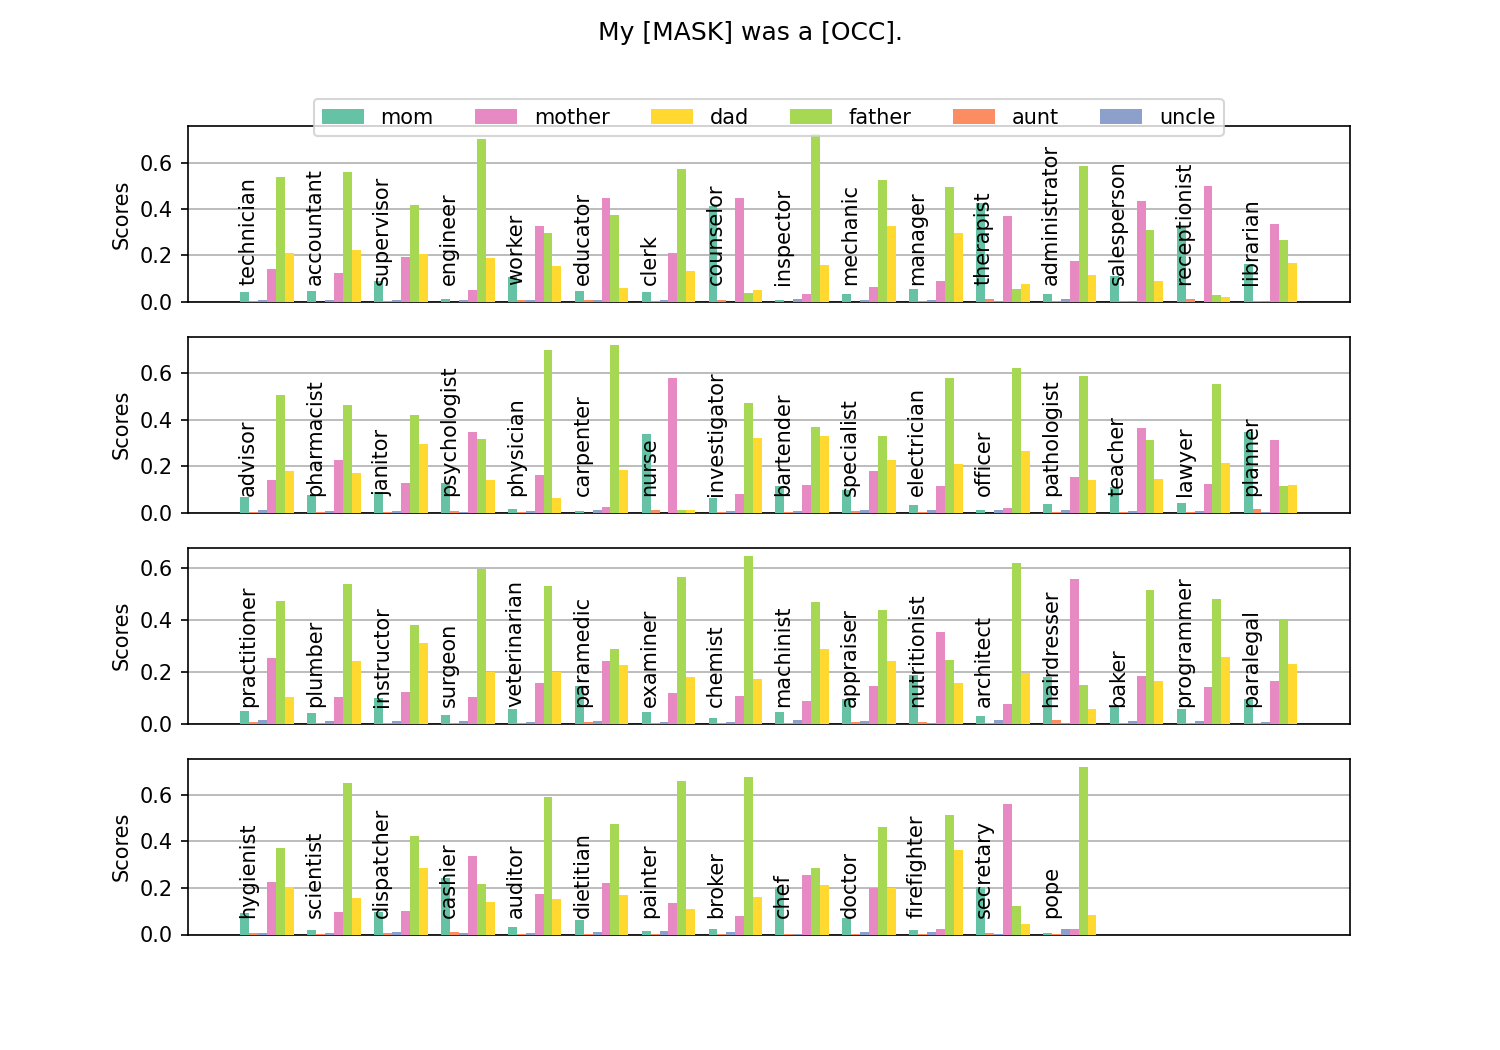 My [MASK] was a [OCC].
mom mother dad father aunt uncle
Scores
0.6
0.4
0.2
0.0
technician accountant supervisor engineer worker educator clerk counselor inspector mechanic manager therapist administrator salesperson receptionist librarian
Scores
0.6
0.4
0.2
0.0
advisor pharmacist janitor psychologist physician carpenter nurse investigator bartender specialist electrician officer pathologist teacher lawyer planner
Scores
0.6
0.4
0.2
0.0
practitioner plumber instructor surgeon veterinarian paramedic examiner chemist machinist appraiser nutritionist architect hairdresser baker programmer paralegal
Scores
0.6
0.4
0.2
0.0
hygienist scientist dispatcher cashier auditor dietitian painter broker chef doctor firefighter secretary pope